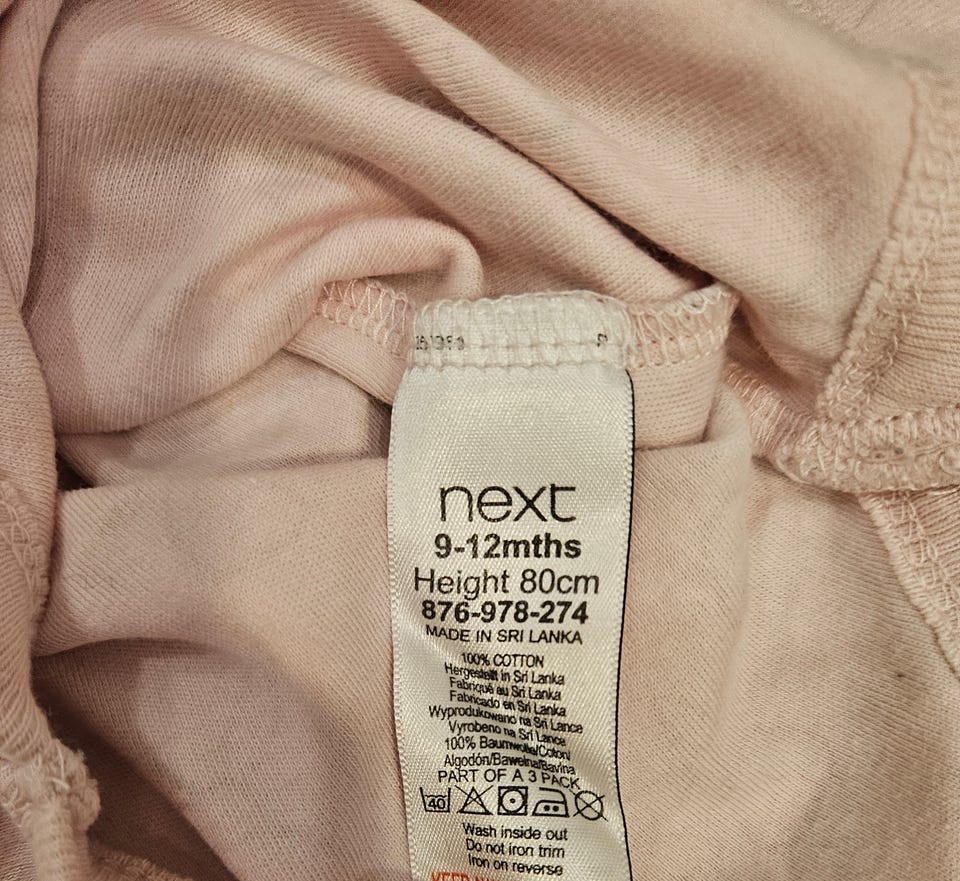 next
9-12mths
Height 80cm
876-978-274
MADE IN SRI LANKA
100% COTTON
Hergestellt in Sri Lanka
Fabriqué au Sri Lanka
Fabricado en Sri Lanka
Wyprodukowano na Sri Lance
Vyrobeno na Srí Lance
100% Baumwolle/Coton/
Algodón/Bawełna/Bavlna
PART OF A 3 PACK
40
Wash inside out
Do not iron trim
Iron on reverse
KEEP